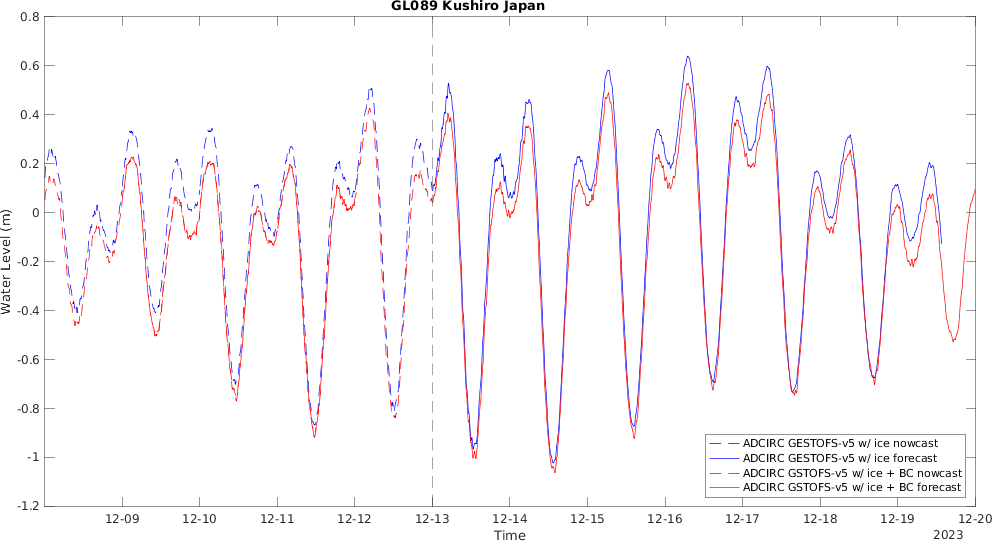 GL089 Kushiro Japan
0.8
0.6
0.4
0.2
0
-0.2
-0.4
-0.6
-0.8
-1
-1.2
Water Level (m)
ADCIRC GESTOFS-v5 w/ ice nowcast
ADCIRC GESTOFS-v5 w/ ice forecast
ADCIRC GSTOFS-v5 w/ ice + BC nowcast
ADCIRC GSTOFS-v5 w/ ice + BC forecast
12-09 12-10 12-11 12-12 12-13 12-14 12-15 12-16 12-17 12-18 12-19 12-20
Time
2023